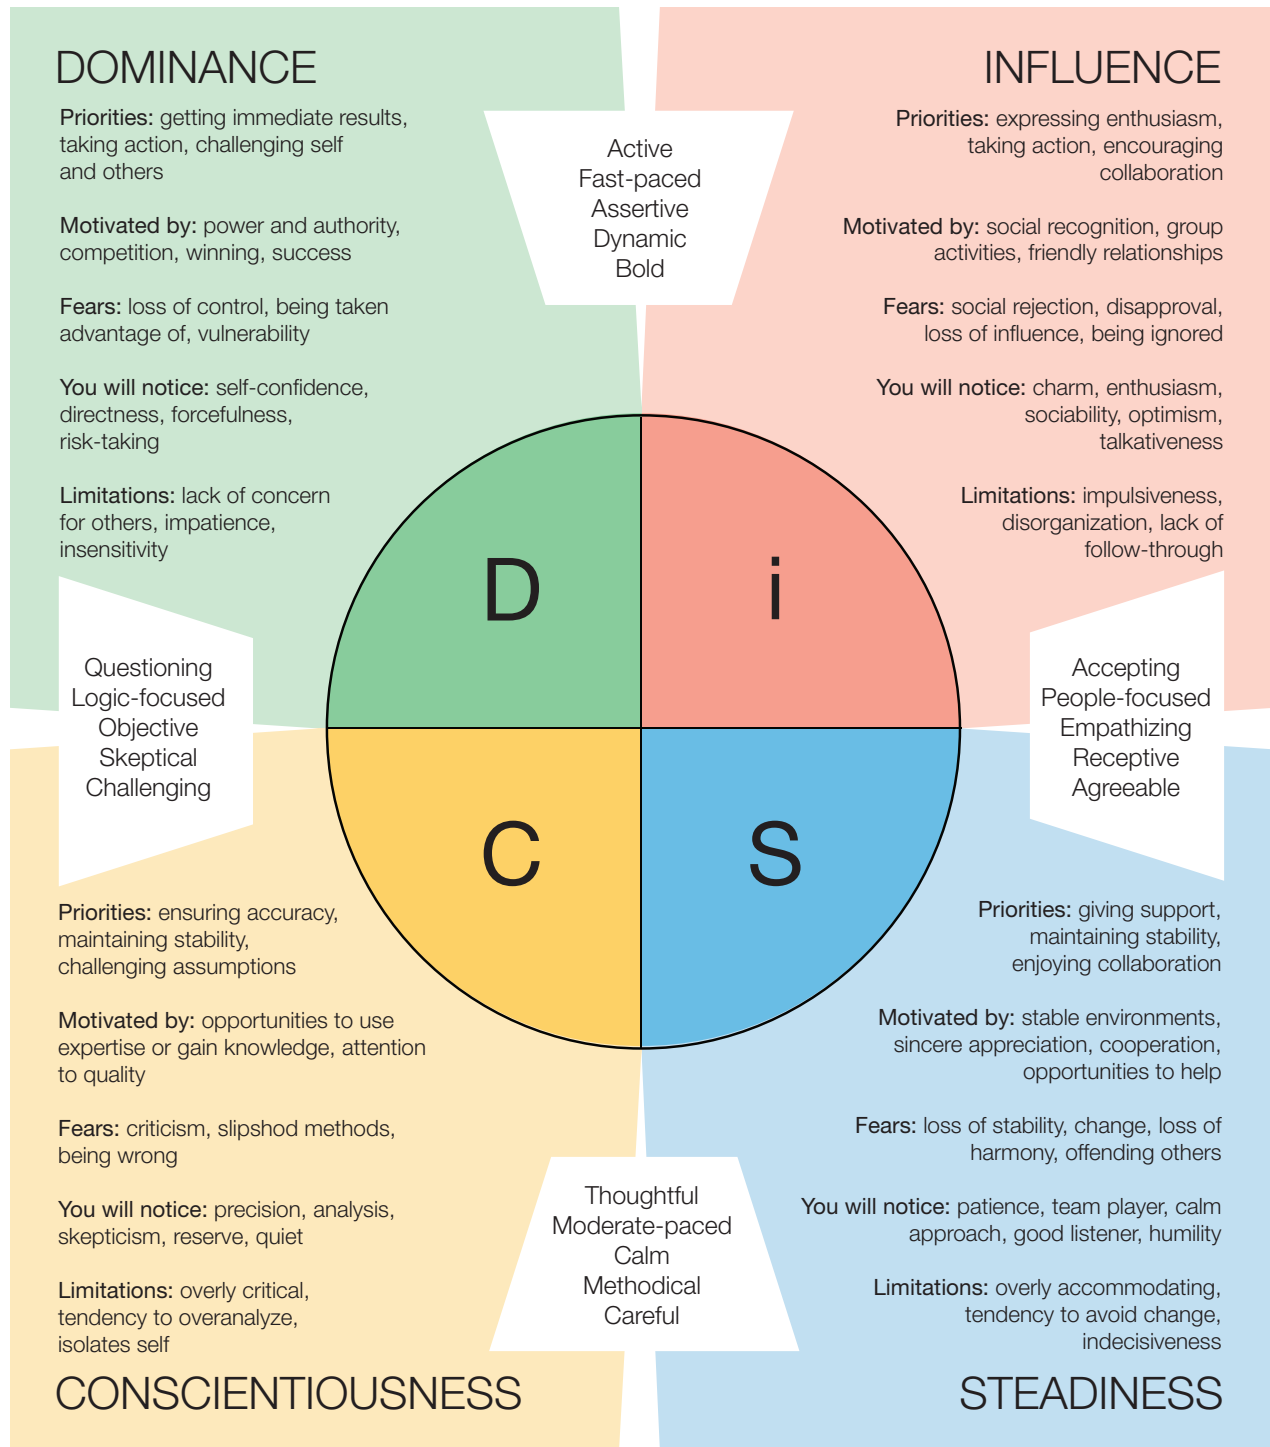 DOMINANCE
Priorities: getting immediate results,
taking action, challenging self
and others
Motivated by: power and authority,
competition, winning, success
Fears: loss of control, being taken
advantage of, vulnerability
You will notice: self-confidence,
directness, forcefulness,
risk-taking
Limitations: lack of concern
for others, impatience,
insensitivity
Active
Fast-paced
Assertive
Dynamic
Bold
INFLUENCE
Priorities: expressing enthusiasm,
taking action, encouraging
collaboration
Motivated by: social recognition, group
activities, friendly relationships
Fears: social rejection, disapproval,
loss of influence, being ignored
You will notice: charm, enthusiasm,
sociability, optimism,
talkativeness
Limitations: impulsiveness,
disorganization, lack of
follow-through
D
i
Questioning
Logic-focused
Objective
Skeptical
Challenging
Accepting
People-focused
Empathizing
Receptive
Agreeable
C
S
Priorities: ensuring accuracy,
maintaining stability,
challenging assumptions
Motivated by: opportunities to use
expertise or gain knowledge, attention
to quality
Fears: criticism, slipshod methods,
being wrong
You will notice: precision, analysis,
skepticism, reserve, quiet
Limitations: overly critical,
tendency to overanalyze,
isolates self
CONSCIENTIOUSNESS
Thoughtful
Moderate-paced
Calm
Methodical
Careful
Priorities: giving support,
maintaining stability,
enjoying collaboration
Motivated by: stable environments,
sincere appreciation, cooperation,
opportunities to help
Fears: loss of stability, change, loss of
harmony, offending others
You will notice: patience, team player, calm
approach, good listener, humility
Limitations: overly accommodating,
tendency to avoid change,
indecisiveness
STEADINESS